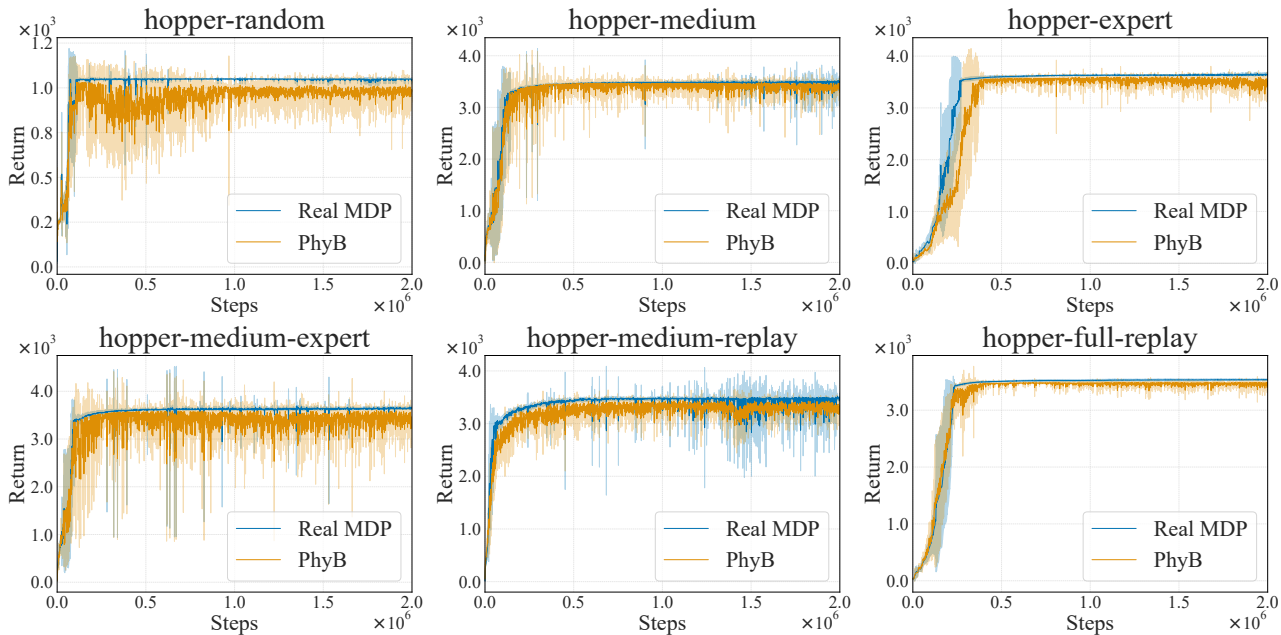 hopper-random
×10³
Return
1.2
1.0
0.8
0.5
0.2
0.0
Real MDP
PhyB
0.0 0.5 1.0 1.5 2.0
Steps
×10⁶
hopper-medium
×10³
Return
4.0
3.0
2.0
1.0
0.0
Real MDP
PhyB
0.0 0.5 1.0 1.5 2.0
Steps
×10⁶
hopper-expert
×10³
Return
4.0
3.0
2.0
1.0
0.0
Real MDP
PhyB
0.0 0.5 1.0 1.5 2.0
Steps
×10⁶
hopper-medium-expert
×10³
Return
4.0
3.0
2.0
1.0
0.0
Real MDP
PhyB
0.0 0.5 1.0 1.5 2.0
Steps
×10⁶
hopper-medium-replay
×10³
Return
4.0
3.0
2.0
1.0
0.0
Real MDP
PhyB
0.0 0.5 1.0 1.5 2.0
Steps
×10⁶
hopper-full-replay
×10³
Return
3.0
2.0
1.0
0.0
Real MDP
PhyB
0.0 0.5 1.0 1.5 2.0
Steps
×10⁶